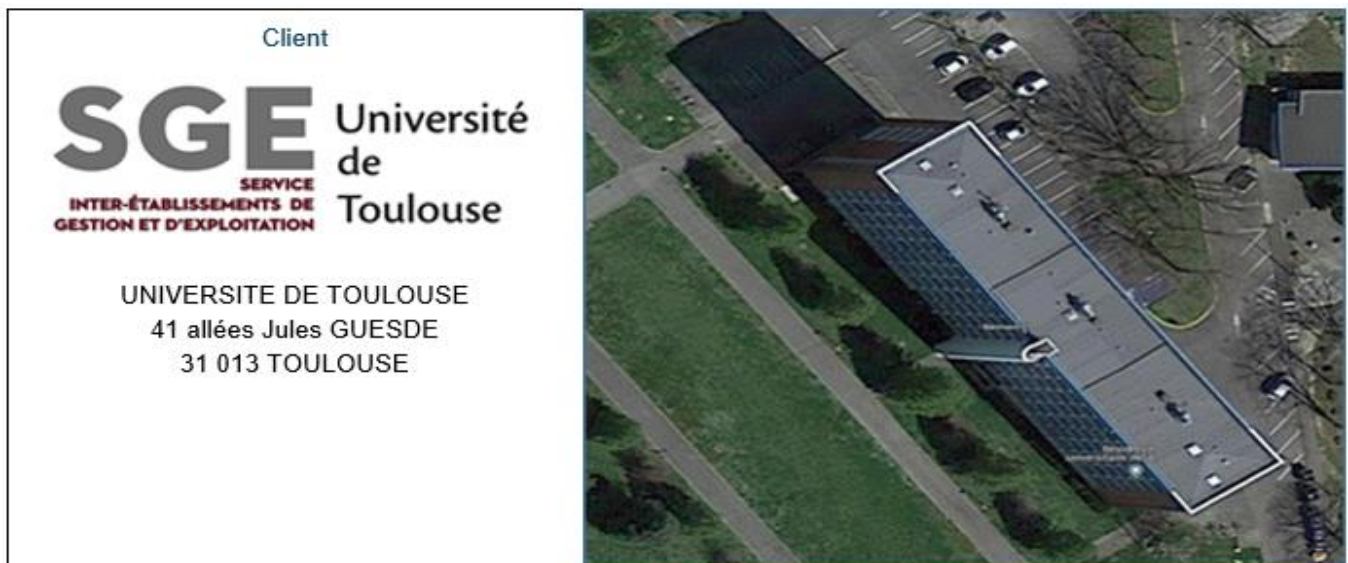 Client
SGE
SERVICE
INTER-ÉTABLISSEMENTS DE
GESTION ET D'EXPLOITATION
Université
de
Toulouse
UNIVERSITE DE TOULOUSE
41 allées Jules GUESDE
31 013 TOULOUSE